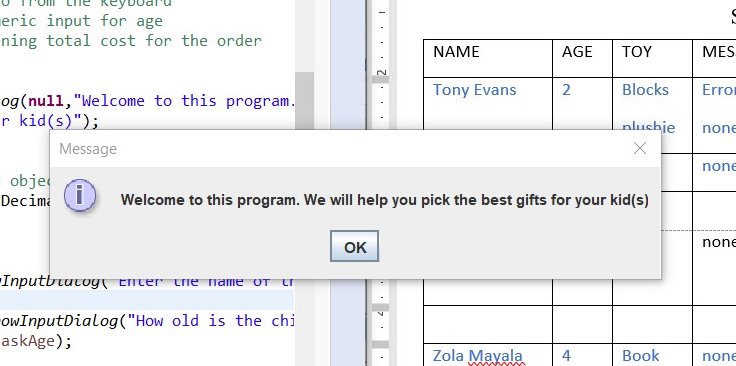 from the keyboard
eric input for age
ning total cost for the order
og(null,"Welcome to this program.
r kid(s)");
objec
Decima
InputDialog("Enter the name of
owInputDialog("How old is the chi
askAge);
Message
Welcome to this program. We will help you pick the best gifts for your kid(s)
OK
2
4
NAME AGE TOY MES
Tony Evans 2 Blocks Erro
plushie none
none
none
Zola Mayala 4 Book none